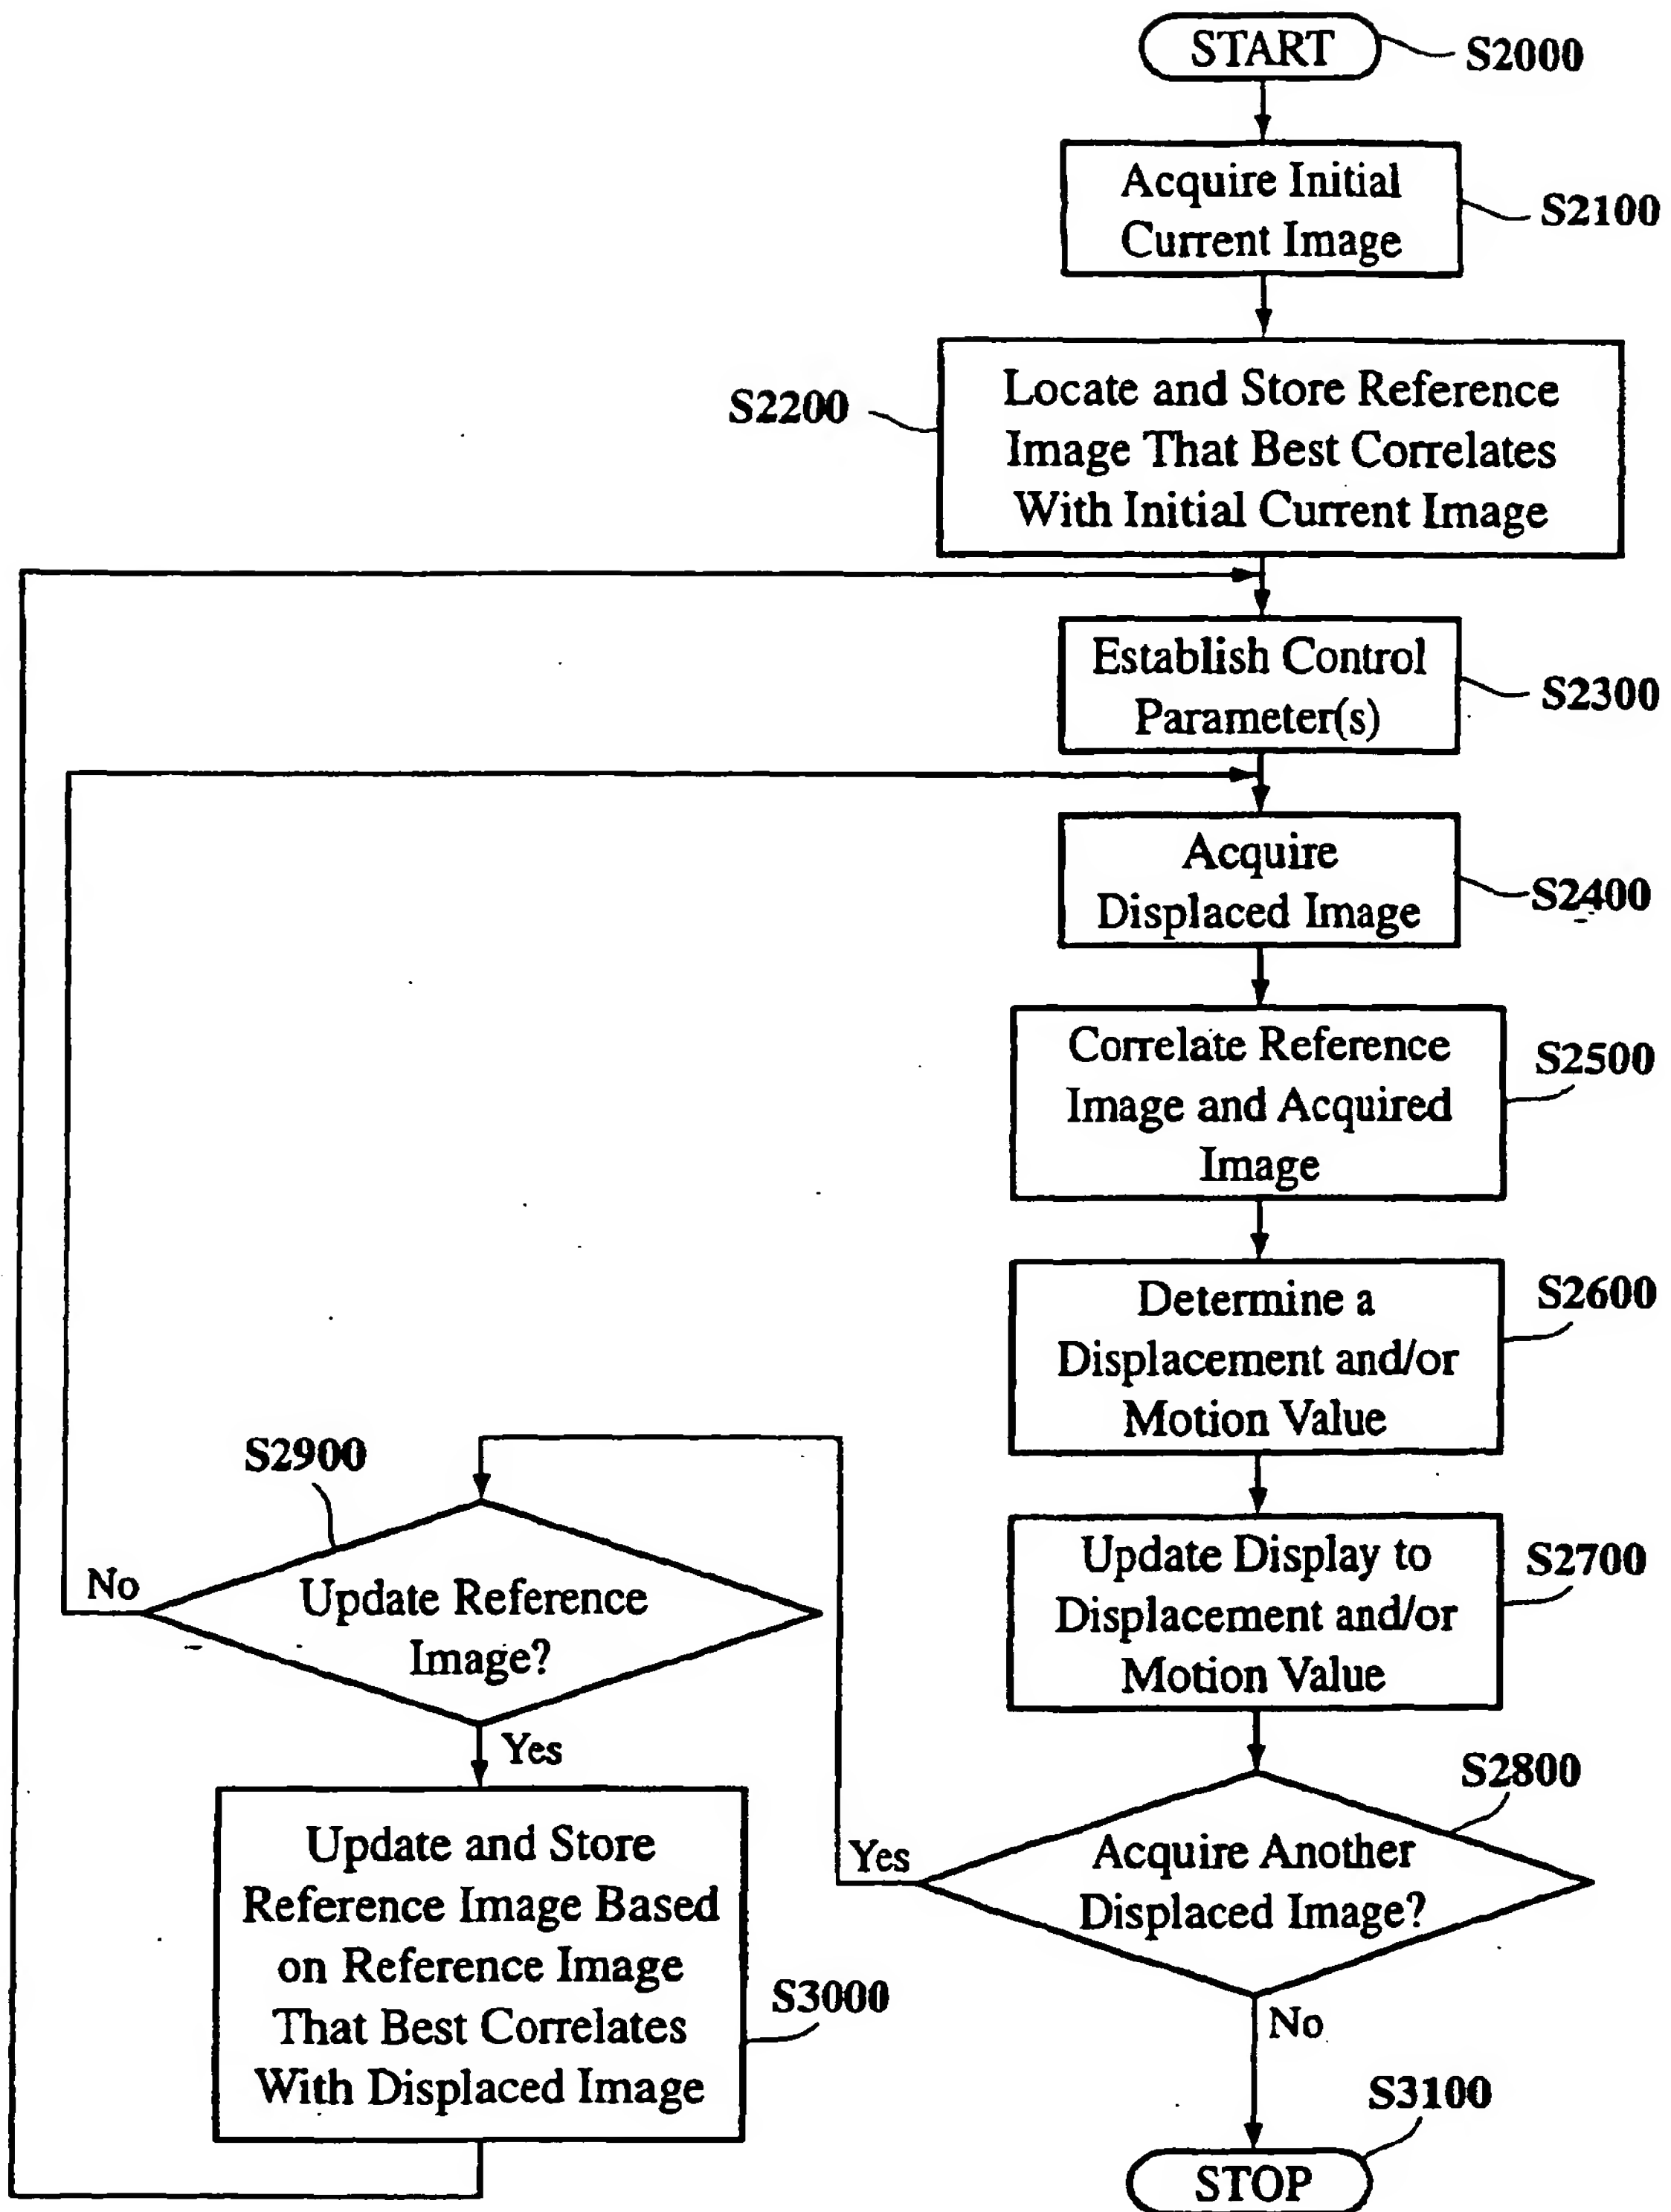 START
S2000
Acquire Initial
Current Image
S2100
S2200
Locate and Store Reference
Image That Best Correlates
With Initial Current Image
Establish Control
Parameter(s)
S2300
Acquire
Displaced Image
S2400
Correlate Reference
Image and Acquired
Image
S2500
Determine a
Displacement and/or
Motion Value
S2600
Update Display to
Displacement and/or
Motion Value
S2700
S2800
Acquire Another
Displaced Image?
Yes
No
S2900
Update Reference
Image?
No
Yes
Update and Store
Reference Image Based
on Reference Image
That Best Correlates
With Displaced Image
S3000
S3100
STOP